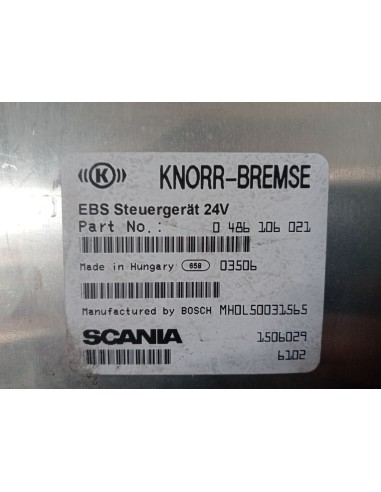 ((K)) KNORR-BREMSE
EBS Steuergerät 24V
Part No.: 0 486 106 021
Made in Hungary 658 03506
Manufactured by BOSCH MHOL50031565
SCANIA 1506029
6102